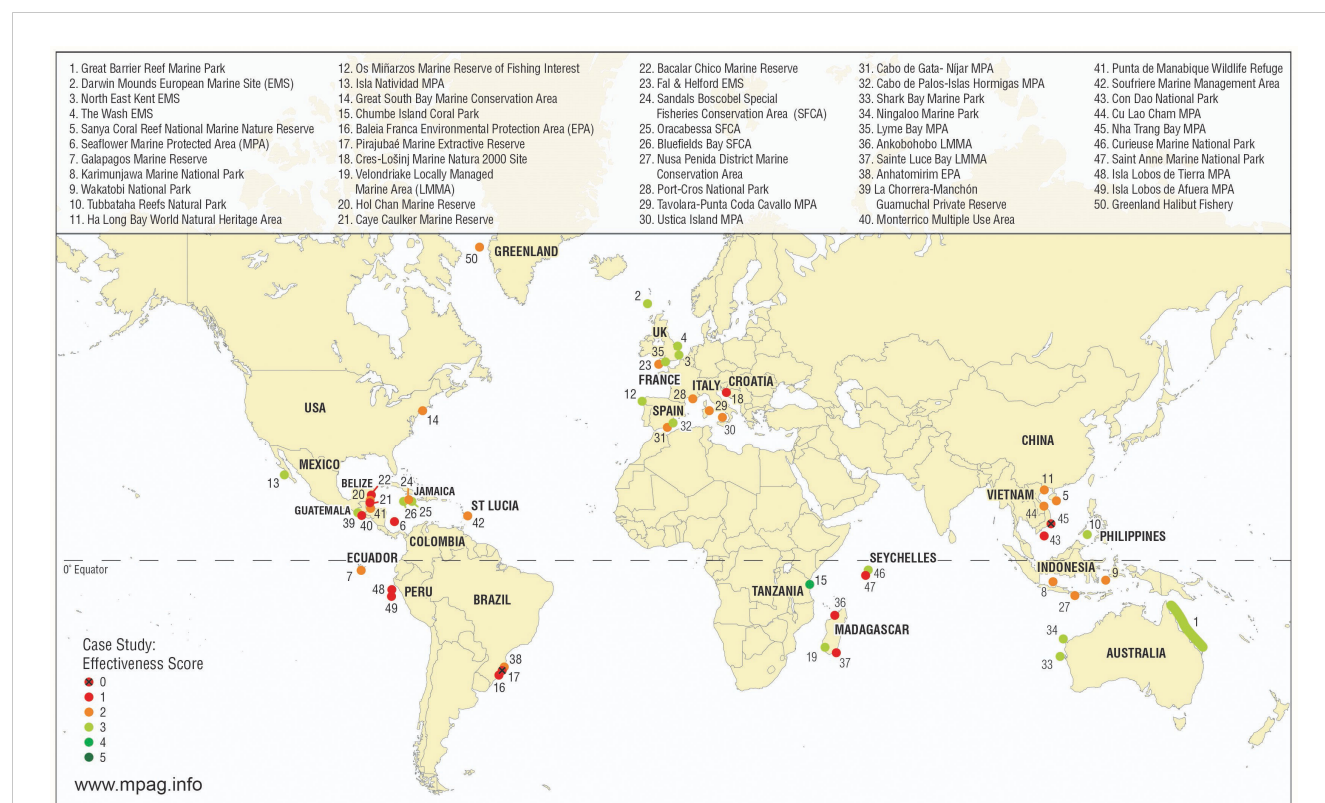 1. Great Barrier Reef Marine Park
2. Darwin Mounds European Marine Site (EMS)
3. North East Kent EMS
4. The Wash EMS
5. Sanya Coral Reef National Marine Nature Reserve
6. Seaflower Marine Protected Area (MPA)
7. Galapagos Marine Reserve
8. Karimunjawa Marine National Park
9. Wakatobi National Park
10. Tubbataha Reefs Natural Park
11. Ha Long Bay World Natural Heritage Area
12. Os Miñarzos Marine Reserve of Fishing Interest
13. Isla Natividad MPA
14. Great South Bay Marine Conservation Area
15. Chumbe Island Coral Park
16. Baleia Franca Environmental Protection Area (EPA)
17. Pirajubaé Marine Extractive Reserve
18. Cres-Lošinj Marine Natura 2000 Site
19. Velondriake Locally Managed
Marine Area (LMMA)
20. Hol Chan Marine Reserve
21. Caye Caulker Marine Reserve
22. Bacalar Chico Marine Reserve
23. Fal & Helford EMS
24. Sandals Boscobel Special
Fisheries Conservation Area (SFCA)
25. Oracabessa SFCA
26. Bluefields Bay SFCA
27. Nusa Penida District Marine
Conservation Area
28. Port-Cros National Park
29. Tavolara-Punta Coda Cavallo MPA
30. Ustica Island MPA
31. Cabo de Gata- Níjar MPA
32. Cabo de Palos-Islas Hormigas MPA
33. Shark Bay Marine Park
34. Ningaloo Marine Park
35. Lyme Bay MPA
36. Ankobohobo LMMA
37. Sainte Luce Bay LMMA
38. Anhatomirim EPA
39 La Chorrera-Manchón
Guamuchal Private Reserve
40. Monterrico Multiple Use Area
41. Punta de Manabique Wildlife Refuge
42. Soufriere Marine Management Area
43. Con Dao National Park
44. Cu Lao Cham MPA
45. Nha Trang Bay MPA
46. Curieuse Marine National Park
47. Saint Anne Marine National Park
48. Isla Lobos de Tierra MPA
49. Isla Lobos de Afuera MPA
50. Greenland Halibut Fishery
GREENLAND
50
2
UK
4
35
3
23
FRANCE
ITALY
CROATIA
12
28
18
SPAIN
29
32
30
31
USA
14
CHINA
MEXICO
13
BELIZE
22
24
20
21
JAMAICA
GUATEMALA
41
26
25
39
40
6
ST LUCIA
42
COLOMBIA
11
VIETNAM
5
44
45
43
10
PHILIPPINES
0° Equator
ECUADOR
7
SEYCHELLES
46
47
INDONESIA
9
8
27
48
PERU
49
BRAZIL
TANZANIA
15
36
MADAGASCAR
19
37
1
34
33
AUSTRALIA
38
17
16
Case Study:
Effectiveness Score
0
1
2
3
4
5
www.mpag.info